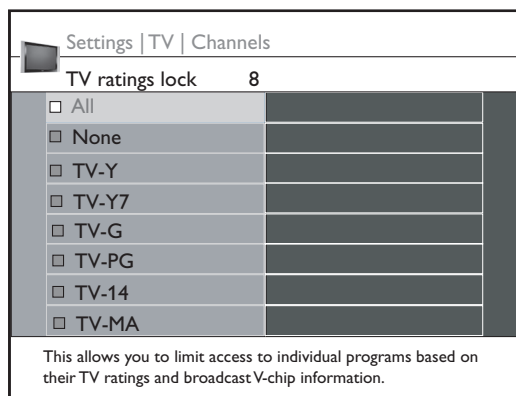 Settings | TV | Channels
TV ratings lock 8
All
None
TV-Y
TV-Y7
TV-G
TV-PG
TV-14
TV-MA
This allows you to limit access to individual programs based on
their TV ratings and broadcast V-chip information.